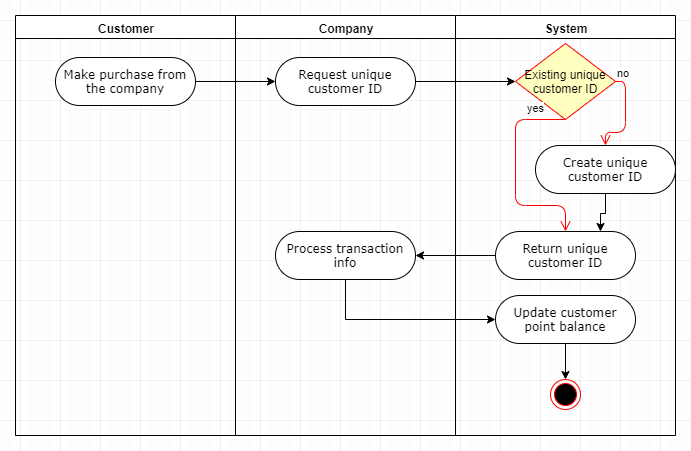 Customer
Company
System
Make purchase from
the company
Request unique
customer ID
Existing unique
customer ID
no
yes
Create unique
customer ID
Process transaction
info
Return unique
customer ID
Update customer
point balance